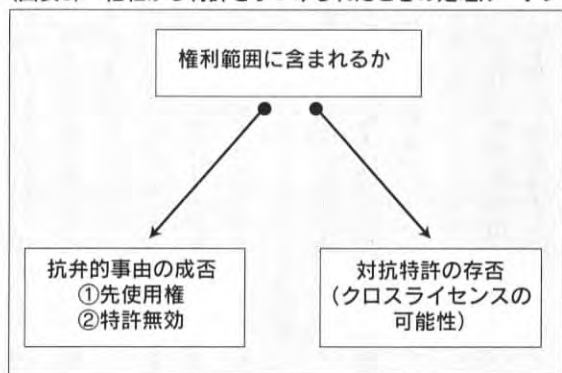 権利範囲に含まれるか
抗弁的事由の成否
①先使用権
②特許無効
対抗特許の存否
(クロスライセンスの
可能性)